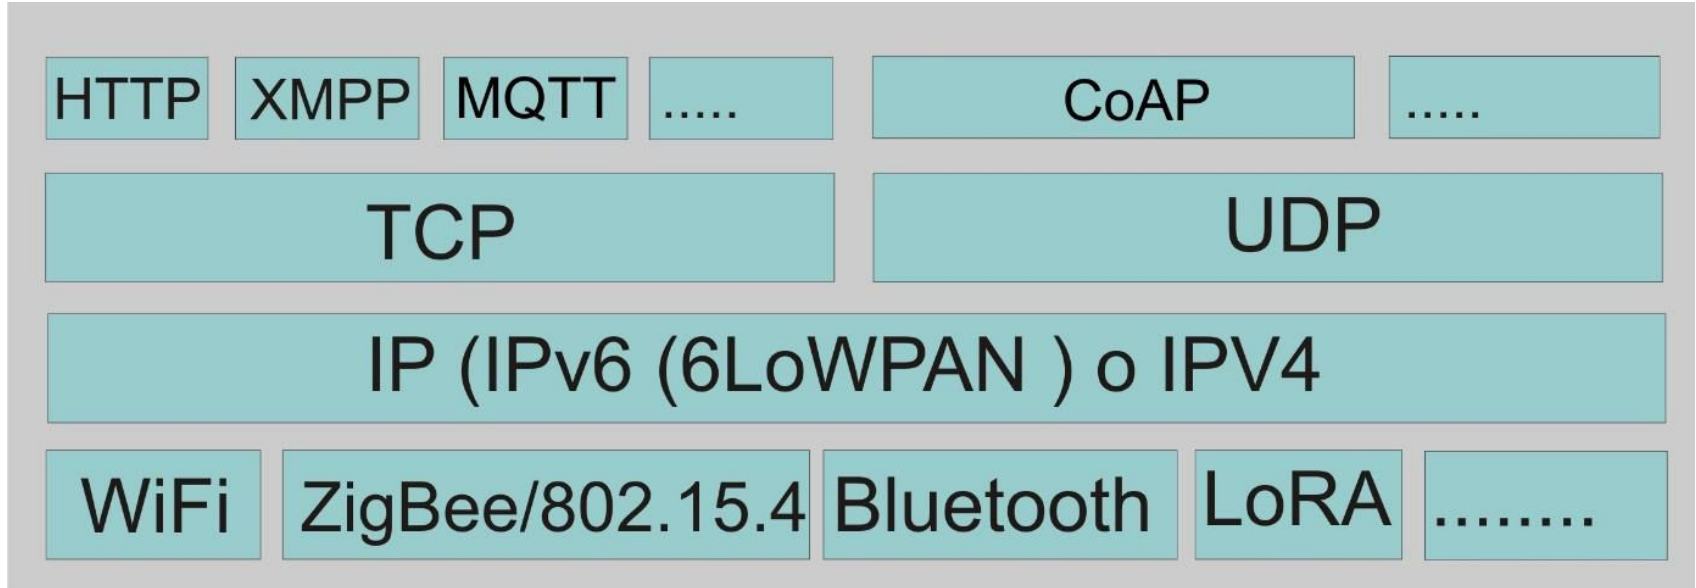 HTTP XMPP MQTT ..... CoAP .....
TCP UDP
IP (IPv6 (6LoWPAN ) o IPV4
WiFi ZigBee/802.15.4 Bluetooth LoRA ........